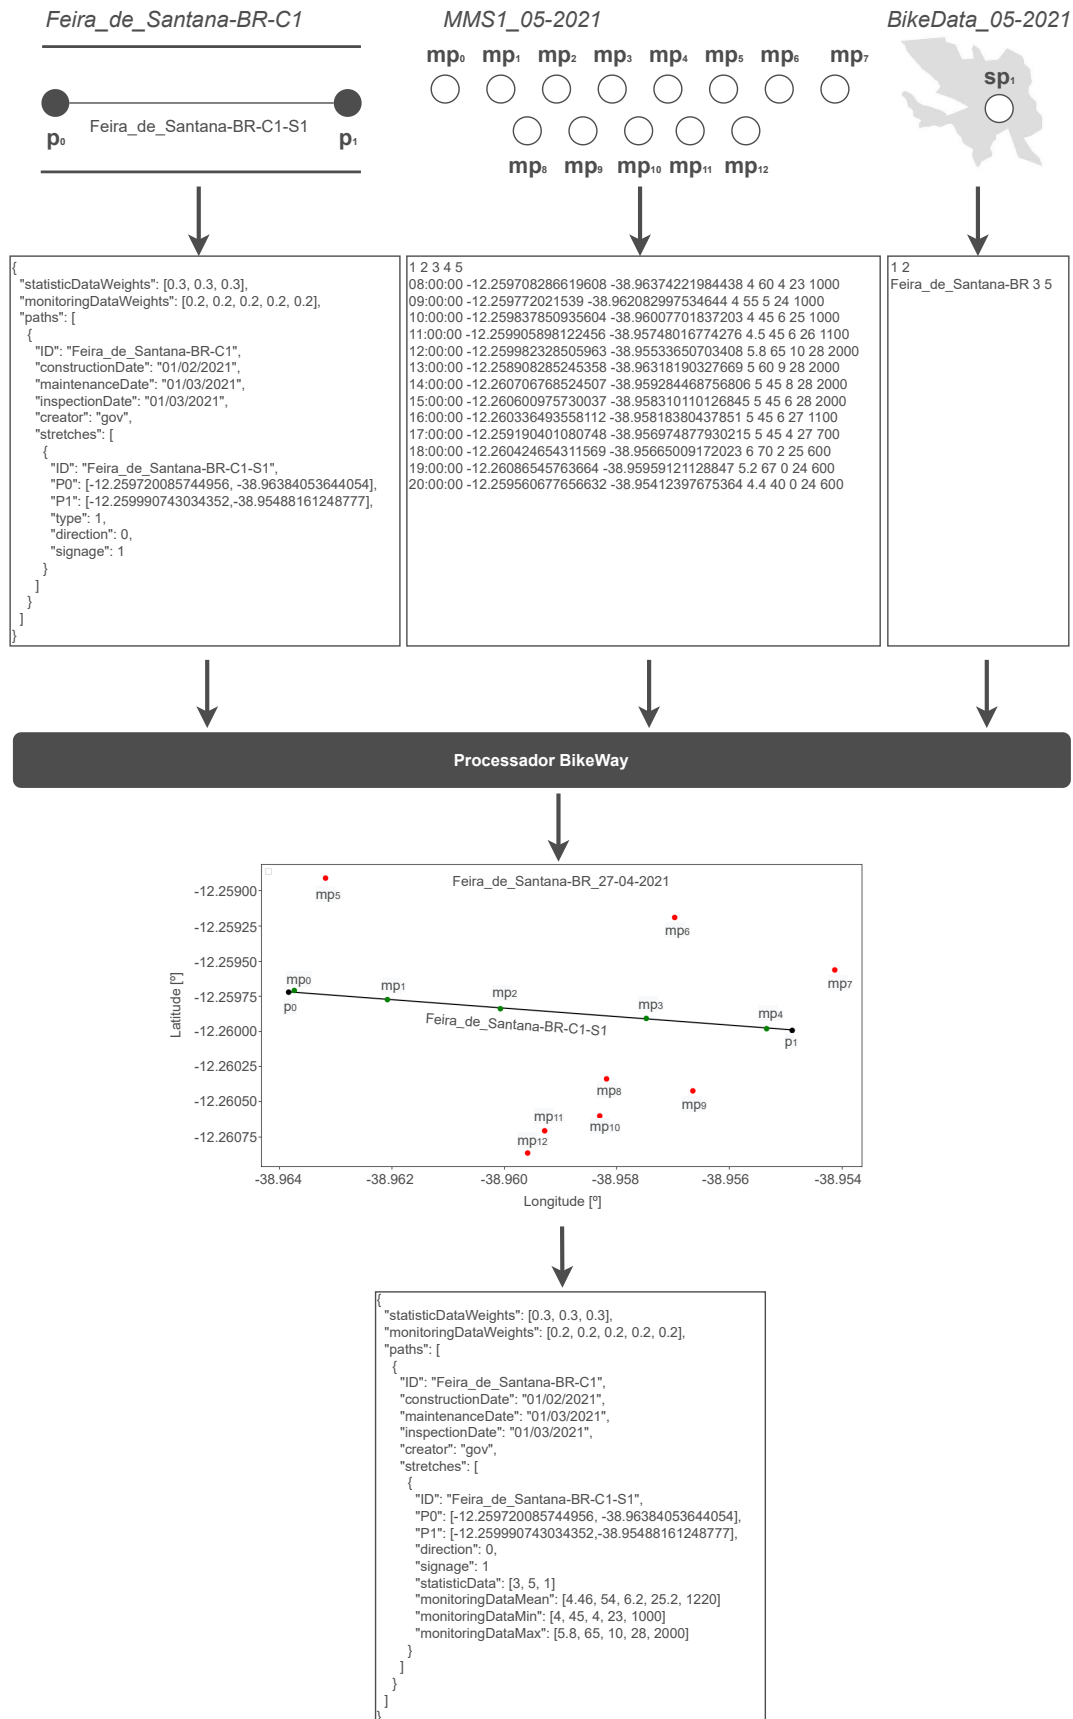 Feira_de_Santana-BR-C1
MMS1_05-2021
BikeData_05-2021
p₀
Feira_de_Santana-BR-C1-S1
p₁
mp₀ mp₁ mp₂ mp₃ mp₄ mp₅ mp₆ mp₇
mp₈ mp₉ mp₁₀ mp₁₁ mp₁₂
sp₁
{
"statisticDataWeights": [0.3, 0.3, 0.3],
"monitoringDataWeights": [0.2, 0.2, 0.2, 0.2, 0.2],
"paths": [
{
"ID": "Feira_de_Santana-BR-C1",
"constructionDate": "01/02/2021",
"maintenanceDate": "01/03/2021",
"inspectionDate": "01/03/2021",
"creator": "gov",
"stretches": [
{
"ID": "Feira_de_Santana-BR-C1-S1",
"P0": [-12.259720085744956, -38.96384053644054],
"P1": [-12.259990743034352,-38.95488161248777],
"type": 1,
"direction": 0,
"signage": 1
}
]
}
]
}
1 2 3 4 5
08:00:00 -12.259708286619608 -38.96374221984438 4 60 4 23 1000
09:00:00 -12.259772021539 -38.962082997534644 4 55 5 24 1000
10:00:00 -12.259837850935604 -38.96007701837203 4 45 6 25 1000
11:00:00 -12.259905898122456 -38.95748016774276 4.5 45 6 26 1100
12:00:00 -12.259982328505963 -38.95533650703408 5.8 65 10 28 2000
13:00:00 -12.258908285245358 -38.96318190327669 5 60 9 28 2000
14:00:00 -12.260706768524507 -38.959284468756806 5 45 8 28 2000
15:00:00 -12.260600975730037 -38.958310110126845 5 45 6 28 2000
16:00:00 -12.260336493558112 -38.95818380437851 5 45 6 27 1100
17:00:00 -12.259190401080748 -38.956974877930215 5 45 4 27 700
18:00:00 -12.260424654311569 -38.95665009172023 6 70 2 25 600
19:00:00 -12.26086545763664 -38.95959121128847 5.2 67 0 24 600
20:00:00 -12.259560677656632 -38.95412397675364 4.4 40 0 24 600
1 2
Feira_de_Santana-BR 3 5
Processador BikeWay
Feira_de_Santana-BR_27-04-2021
Latitude [º]
-12.25900
-12.25925
-12.25950
-12.25975
-12.26000
-12.26025
-12.26050
-12.26075
mp5
mp6
mp7
mp0
p0
mp1
mp2
Feira_de_Santana-BR-C1-S1
mp3
mp4
p1
mp8
mp9
mp10
mp11
mp12
-38.964 -38.962 -38.960 -38.958 -38.956 -38.954
Longitude [º]
{
"statisticDataWeights": [0.3, 0.3, 0.3],
"monitoringDataWeights": [0.2, 0.2, 0.2, 0.2, 0.2],
"paths": [
{
"ID": "Feira_de_Santana-BR-C1",
"constructionDate": "01/02/2021",
"maintenanceDate": "01/03/2021",
"inspectionDate": "01/03/2021",
"creator": "gov",
"stretches": [
{
"ID": "Feira_de_Santana-BR-C1-S1",
"P0": [-12.259720085744956, -38.96384053644054],
"P1": [-12.259990743034352,-38.95488161248777],
"direction": 0,
"signage": 1
"statisticData": [3, 5, 1]
"monitoringDataMean": [4.46, 54, 6.2, 25.2, 1220]
"monitoringDataMin": [4, 45, 4, 23, 1000]
"monitoringDataMax": [5.8, 65, 10, 28, 2000]
}
]
}
]
}